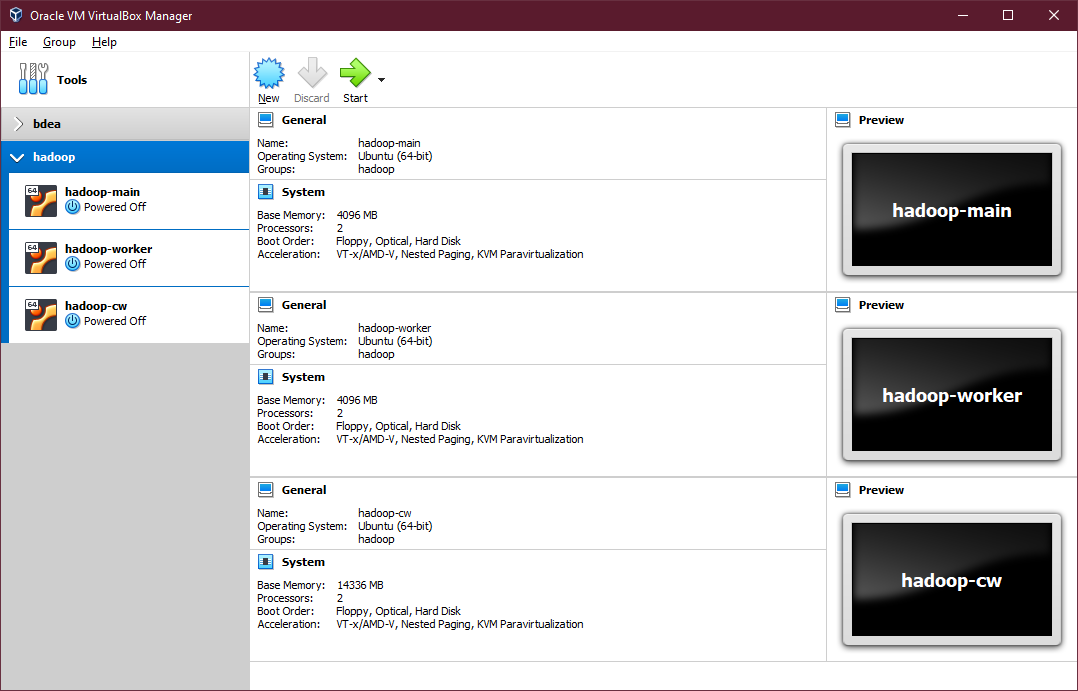 Oracle VM VirtualBox Manager
File Group Help
Tools
New Discard Start
bdea
hadoop
64
hadoop-main
Powered Off
64
hadoop-worker
Powered Off
64
hadoop-cw
Powered Off
General
Name: hadoop-main
Operating System: Ubuntu (64-bit)
Groups: hadoop
System
Base Memory: 4096 MB
Processors: 2
Boot Order: Floppy, Optical, Hard Disk
Acceleration: VT-x/AMD-V, Nested Paging, KVM Paravirtualization
Preview
hadoop-main
General
Name: hadoop-worker
Operating System: Ubuntu (64-bit)
Groups: hadoop
System
Base Memory: 4096 MB
Processors: 2
Boot Order: Floppy, Optical, Hard Disk
Acceleration: VT-x/AMD-V, Nested Paging, KVM Paravirtualization
Preview
hadoop-worker
General
Name: hadoop-cw
Operating System: Ubuntu (64-bit)
Groups: hadoop
System
Base Memory: 14336 MB
Processors: 2
Boot Order: Floppy, Optical, Hard Disk
Acceleration: VT-x/AMD-V, Nested Paging, KVM Paravirtualization
Preview
hadoop-cw